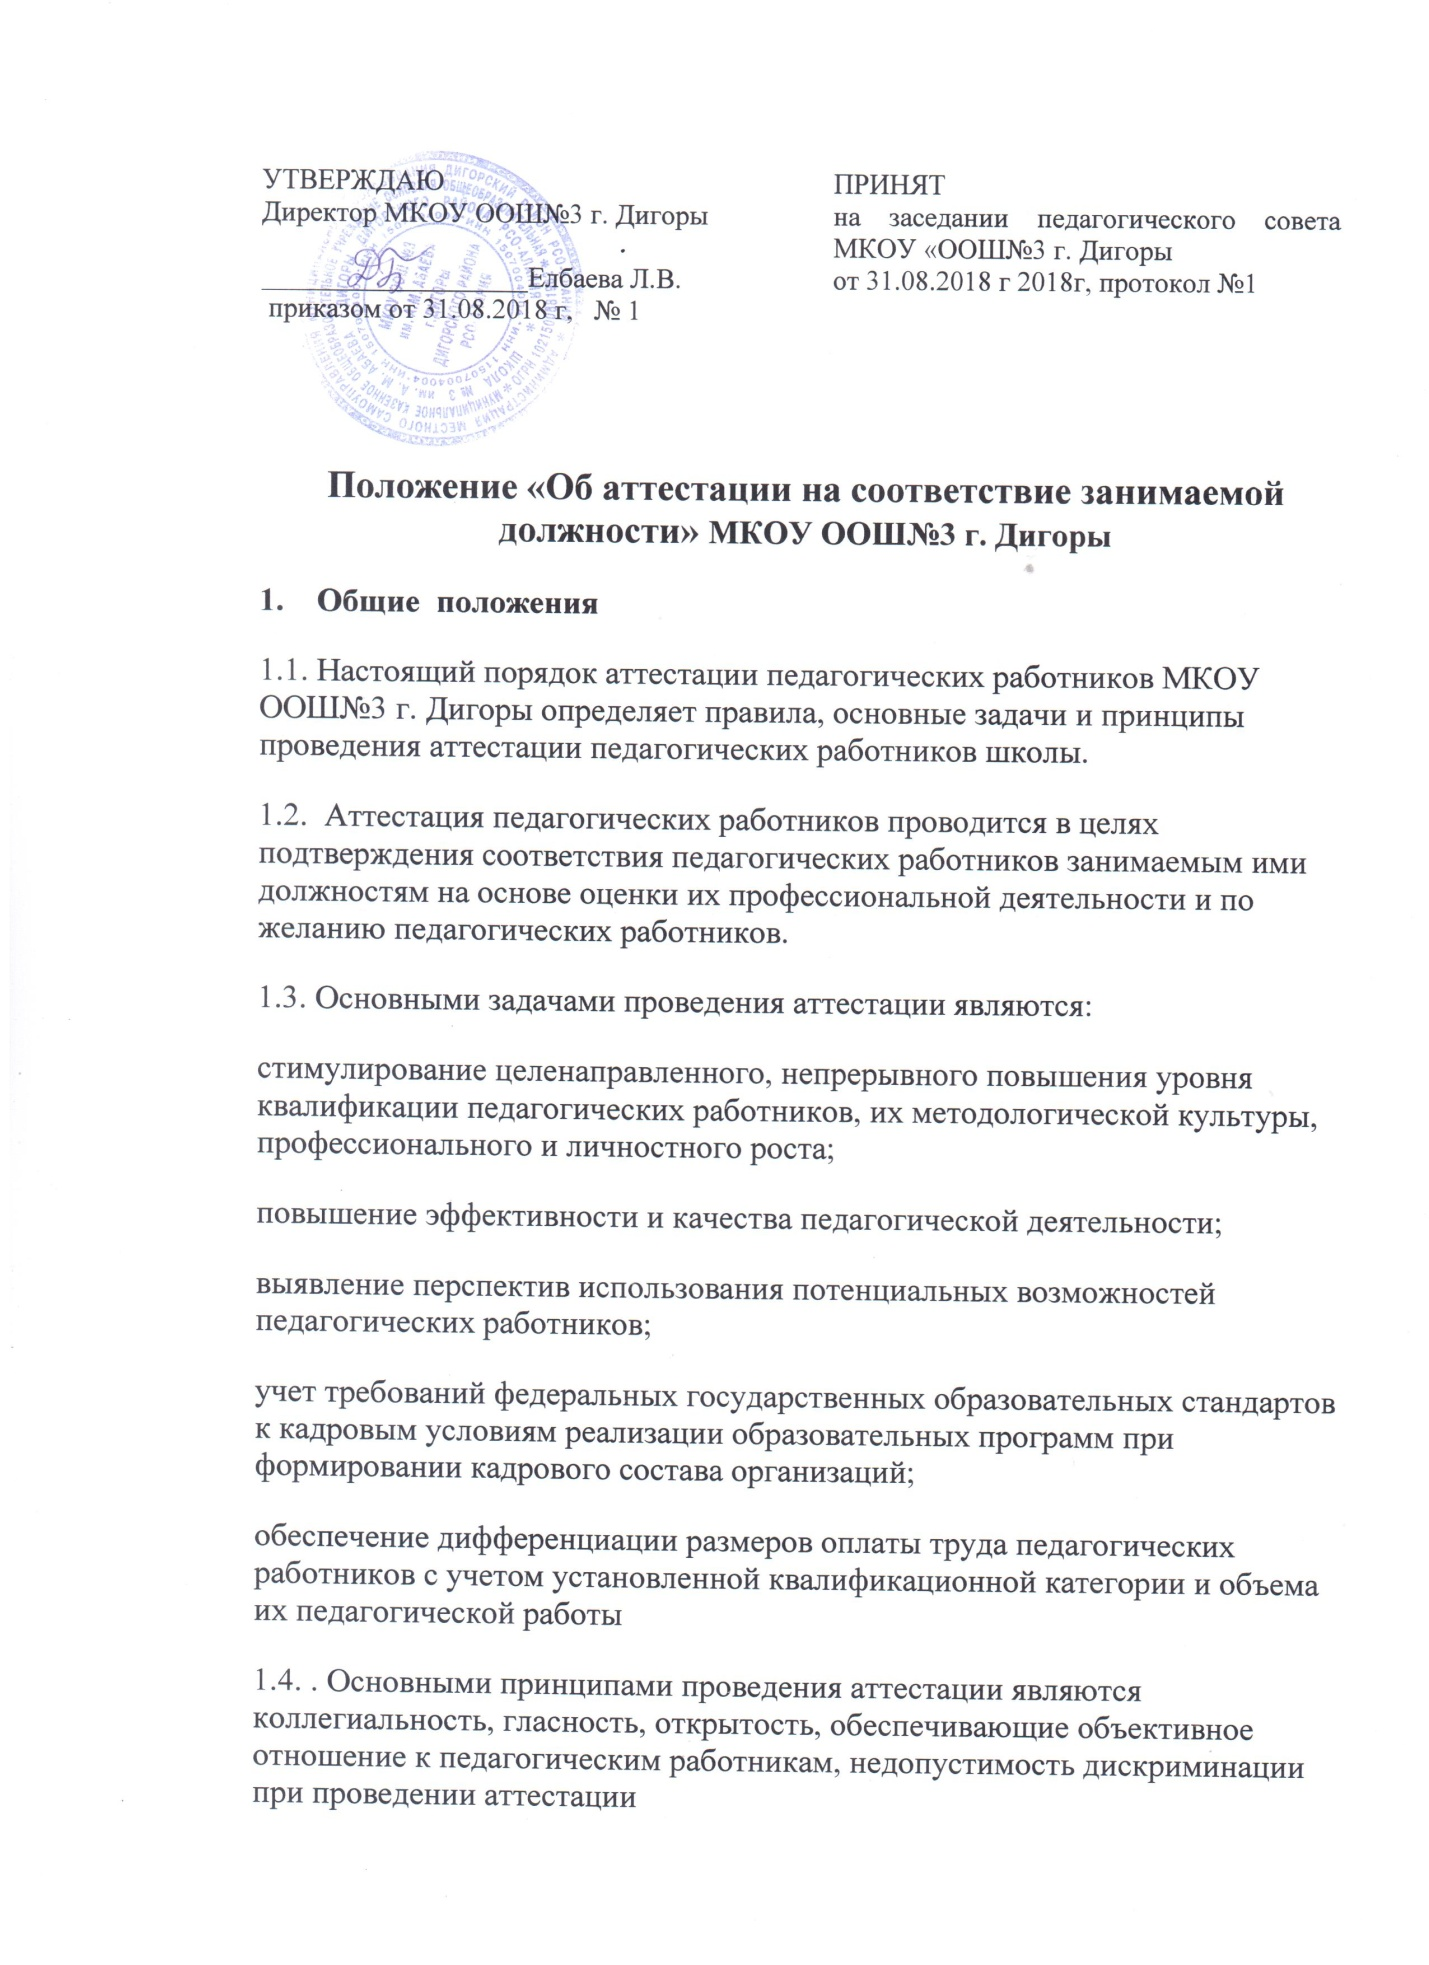 УТВЕРЖДАЮ
Директор МКОУ ООШ№3 г. Дигоры
____________________Елбаева Л.В.
приказом от 31.08.2018 г, № 1
ПРИНЯТ
на заседании педагогического совета
МКОУ «ООШ№3 г. Дигоры
от 31.08.2018 г 2018г, протокол №1
Положение «Об аттестации на соответствие занимаемой
должности» МКОУ ООШ№3 г. Дигоры
1. Общие положения
1.1. Настоящий порядок аттестации педагогических работников МКОУ
ООШ№3 г. Дигоры определяет правила, основные задачи и принципы
проведения аттестации педагогических работников школы.
1.2. Аттестация педагогических работников проводится в целях
подтверждения соответствия педагогических работников занимаемым ими
должностям на основе оценки их профессиональной деятельности и по
желанию педагогических работников.
1.3. Основными задачами проведения аттестации являются:
стимулирование целенаправленного, непрерывного повышения уровня
квалификации педагогических работников, их методологической культуры,
профессионального и личностного роста;
повышение эффективности и качества педагогической деятельности;
выявление перспектив использования потенциальных возможностей
педагогических работников;
учет требований федеральных государственных образовательных стандартов
к кадровым условиям реализации образовательных программ при
формировании кадрового состава организаций;
обеспечение дифференциации размеров оплаты труда педагогических
работников с учетом установленной квалификационной категории и объема
их педагогической работы
1.4. . Основными принципами проведения аттестации являются
коллегиальность, гласность, открытость, обеспечивающие объективное
отношение к педагогическим работникам, недопустимость дискриминации
при проведении аттестации